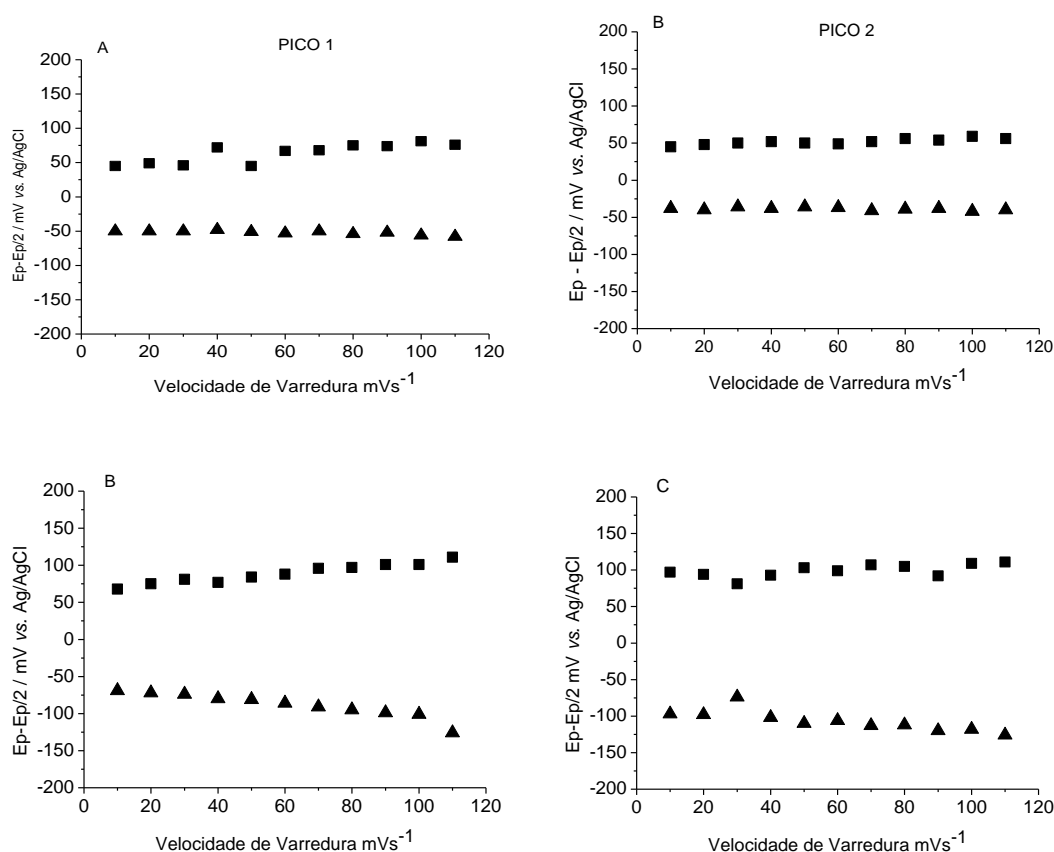 A
PICO 1
200
150
100
50
0
-50
-100
-150
-200
Ep-Ep/2 / mV vs. Ag/AgCl
0 20 40 60 80 100 120
Velocidade de Varredura mVs-1
B
PICO 2
200
150
100
50
0
-50
-100
-150
-200
Ep - Ep/2 / mV vs. Ag/AgCl
0 20 40 60 80 100 120
Velocidade de Varredura mVs-1
B
200
150
100
50
0
-50
-100
-150
-200
Ep-Ep/2 / mV vs. Ag/AgCl
0 20 40 60 80 100 120
Velocidade de Varredura mVs-1
C
200
150
100
50
0
-50
-100
-150
-200
Ep-Ep/2 mV vs. Ag/AgCl
0 20 40 60 80 100 120
Velocidade de Varredura mVs-1